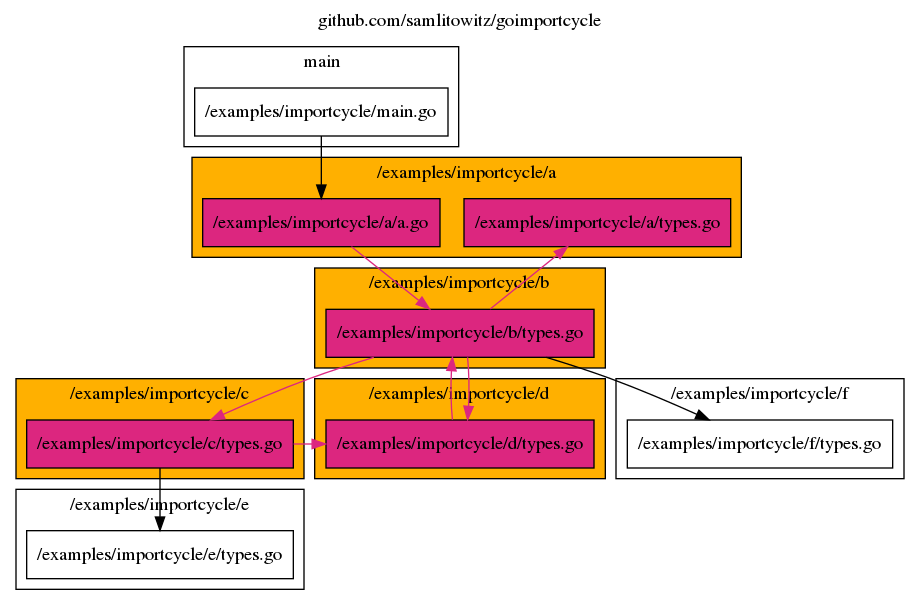 github.com/samlitowitz/goimportcycle
main
/examples/importcycle/main.go
/examples/importcycle/a
/examples/importcycle/a/a.go
/examples/importcycle/a/types.go
/examples/importcycle/b
/examples/importcycle/b/types.go
/examples/importcycle/c
/examples/importcycle/d
/examples/importcycle/f
/examples/importcycle/c/types.go
/examples/importcycle/d/types.go
/examples/importcycle/f/types.go
/examples/importcycle/e
/examples/importcycle/e/types.go